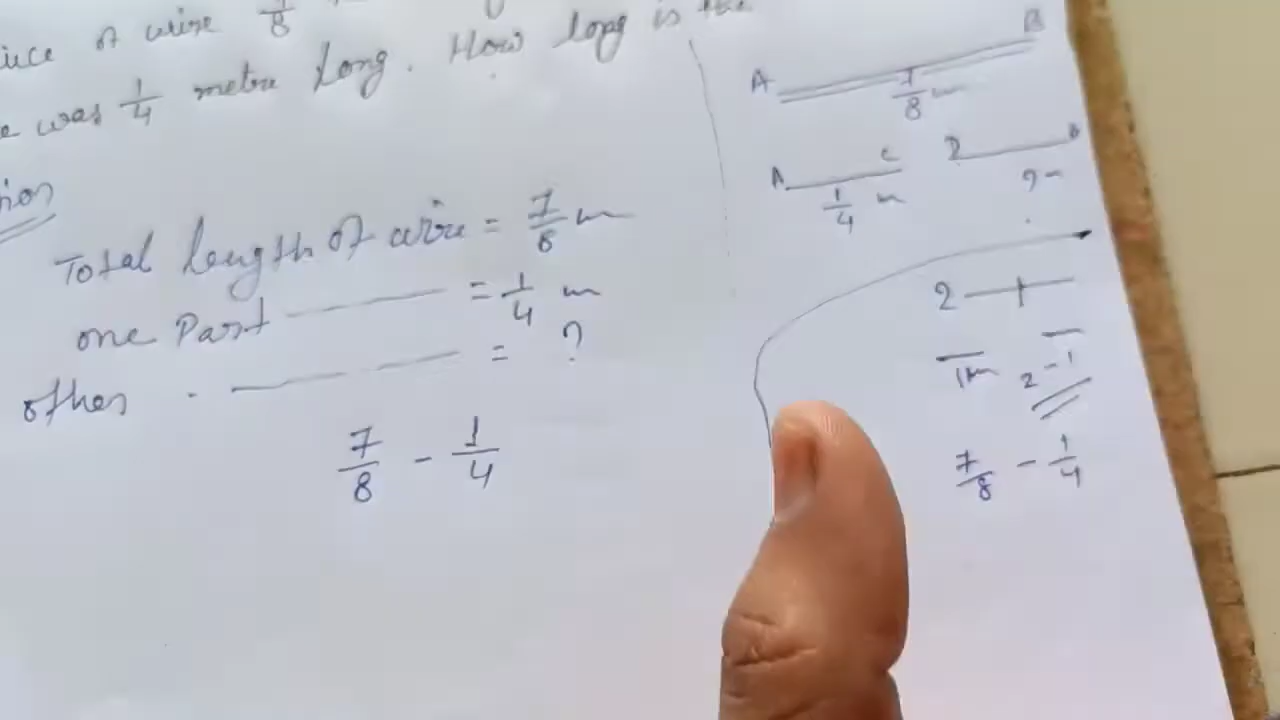 of wire 7/8
was 1/4 metre long. How long is the
Total length of wire = 7/8 m
one Part = 1/4 m
other = ?
7/8 - 1/4
A B
7/8 m
A C D B
1/4 m ? m
2
1m 2-1
7/8 - 1/4